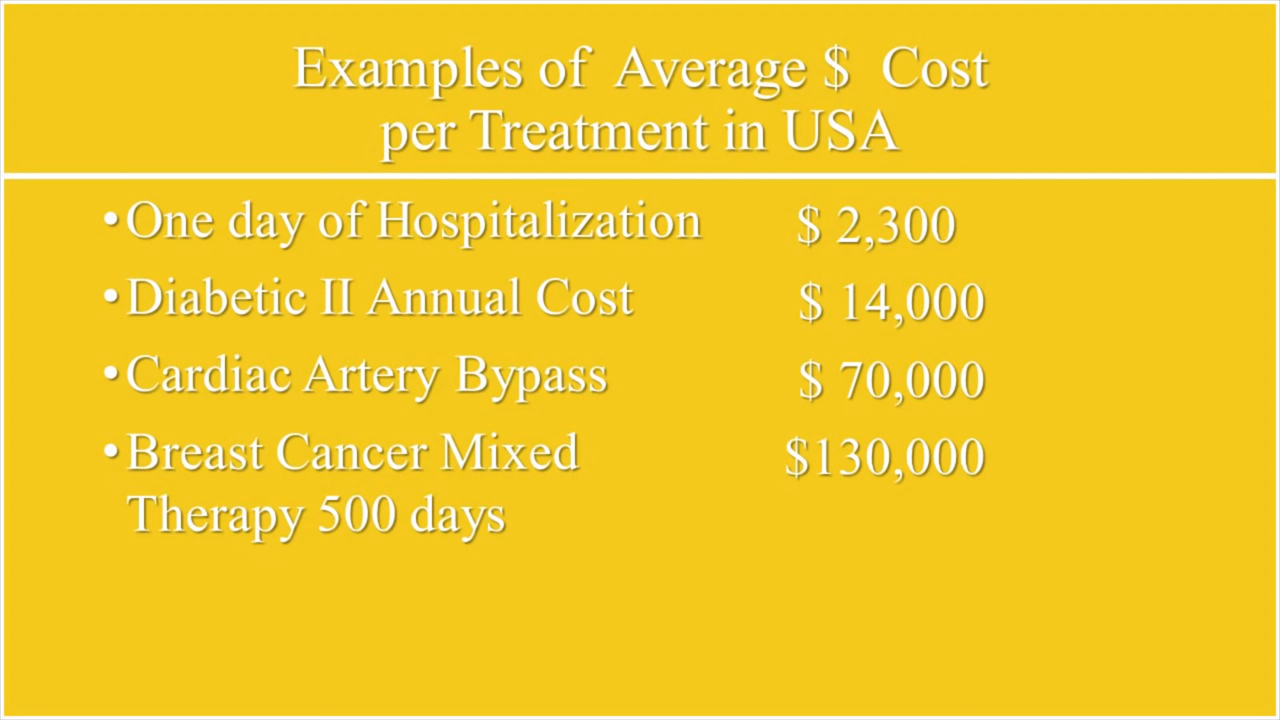 Examples of Average $ Cost
per Treatment in USA
•One day of Hospitalization $ 2,300
•Diabetic II Annual Cost $ 14,000
•Cardiac Artery Bypass $ 70,000
•Breast Cancer Mixed $130,000
Therapy 500 days